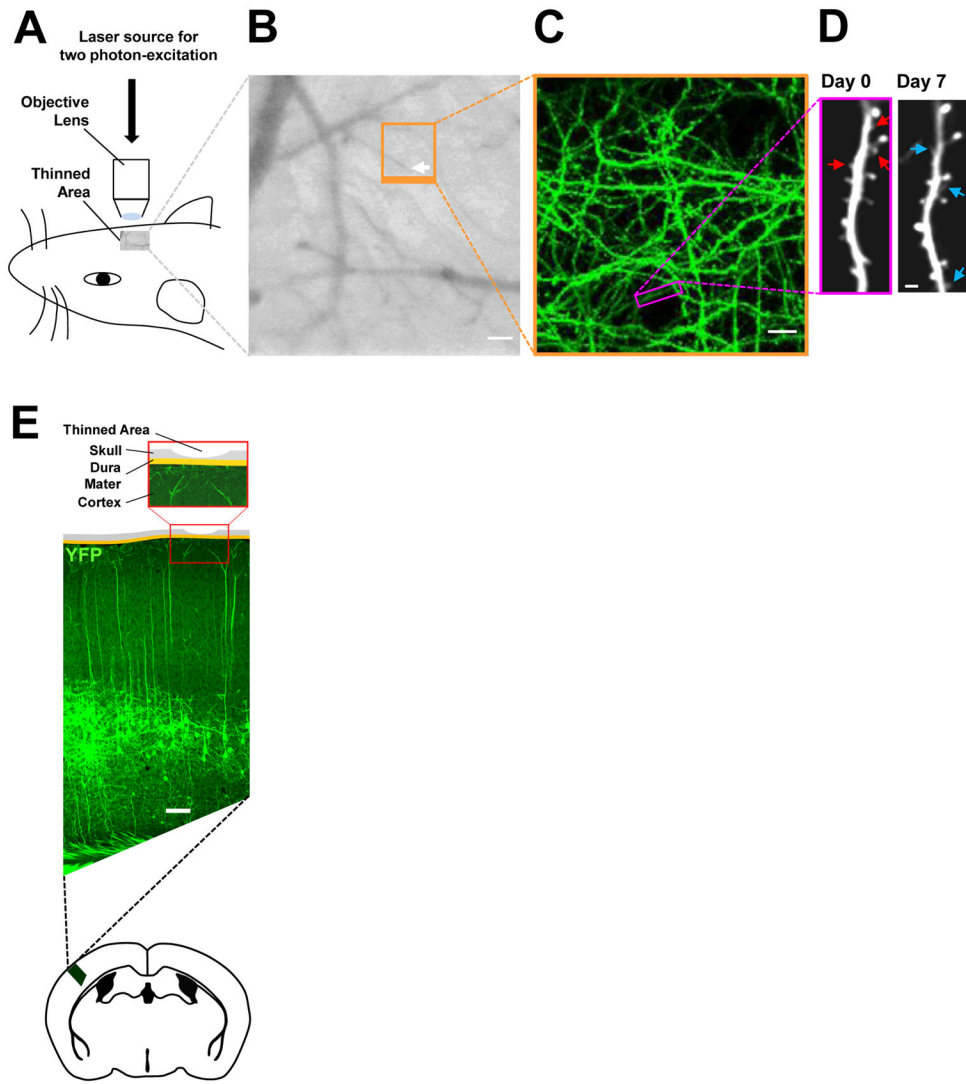 A
Laser source for
two photon-excitation
Objective
Lens
Thinned
Area
B
C
D
Day 0 Day 7
E
Thinned Area
Skull
Dura
Mater
Cortex
YFP